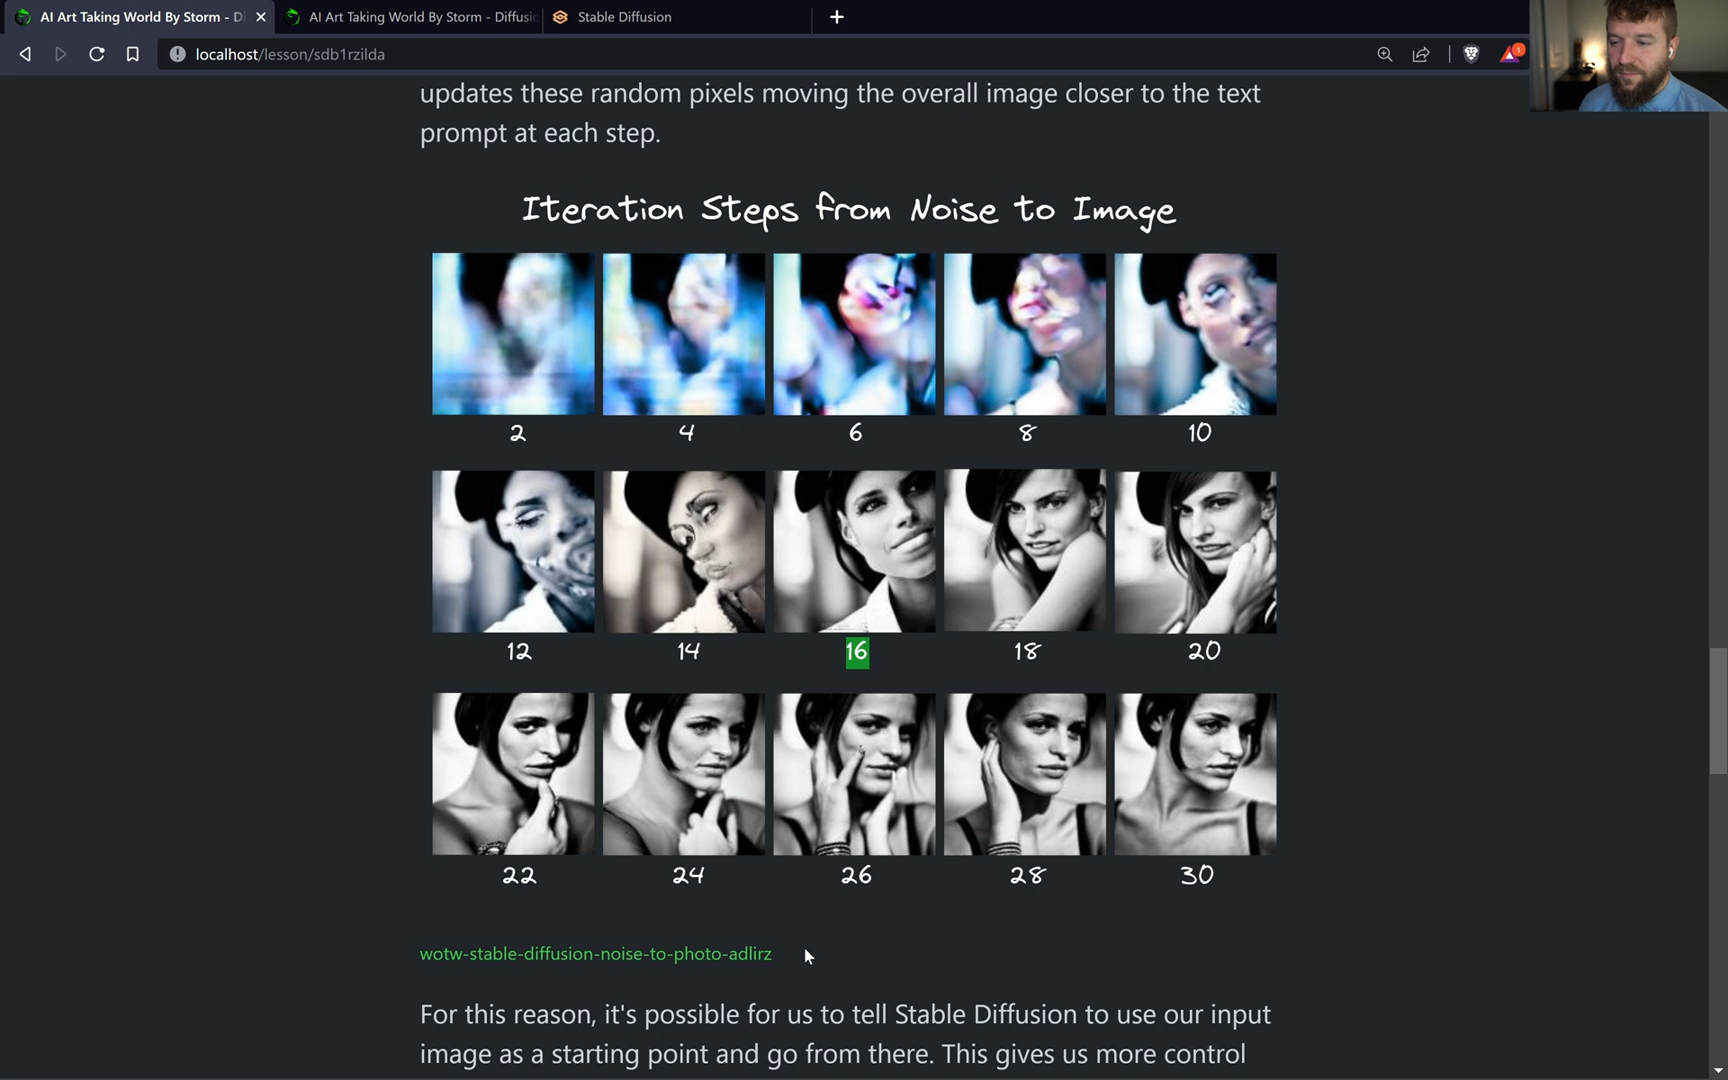 AI Art Taking World By Storm - Di
AI Art Taking World By Storm - Diffusi
Stable Diffusion
localhost/lesson/sdb1rzilda
1
updates these random pixels moving the overall image closer to the text
prompt at each step.
Iteration Steps from Noise to Image
2 4 6 8 10
12 14 16 18 20
22 24 26 28 30
wotw-stable-diffusion-noise-to-photo-adlirz
For this reason, it's possible for us to tell Stable Diffusion to use our input
image as a starting point and go from there. This gives us more control